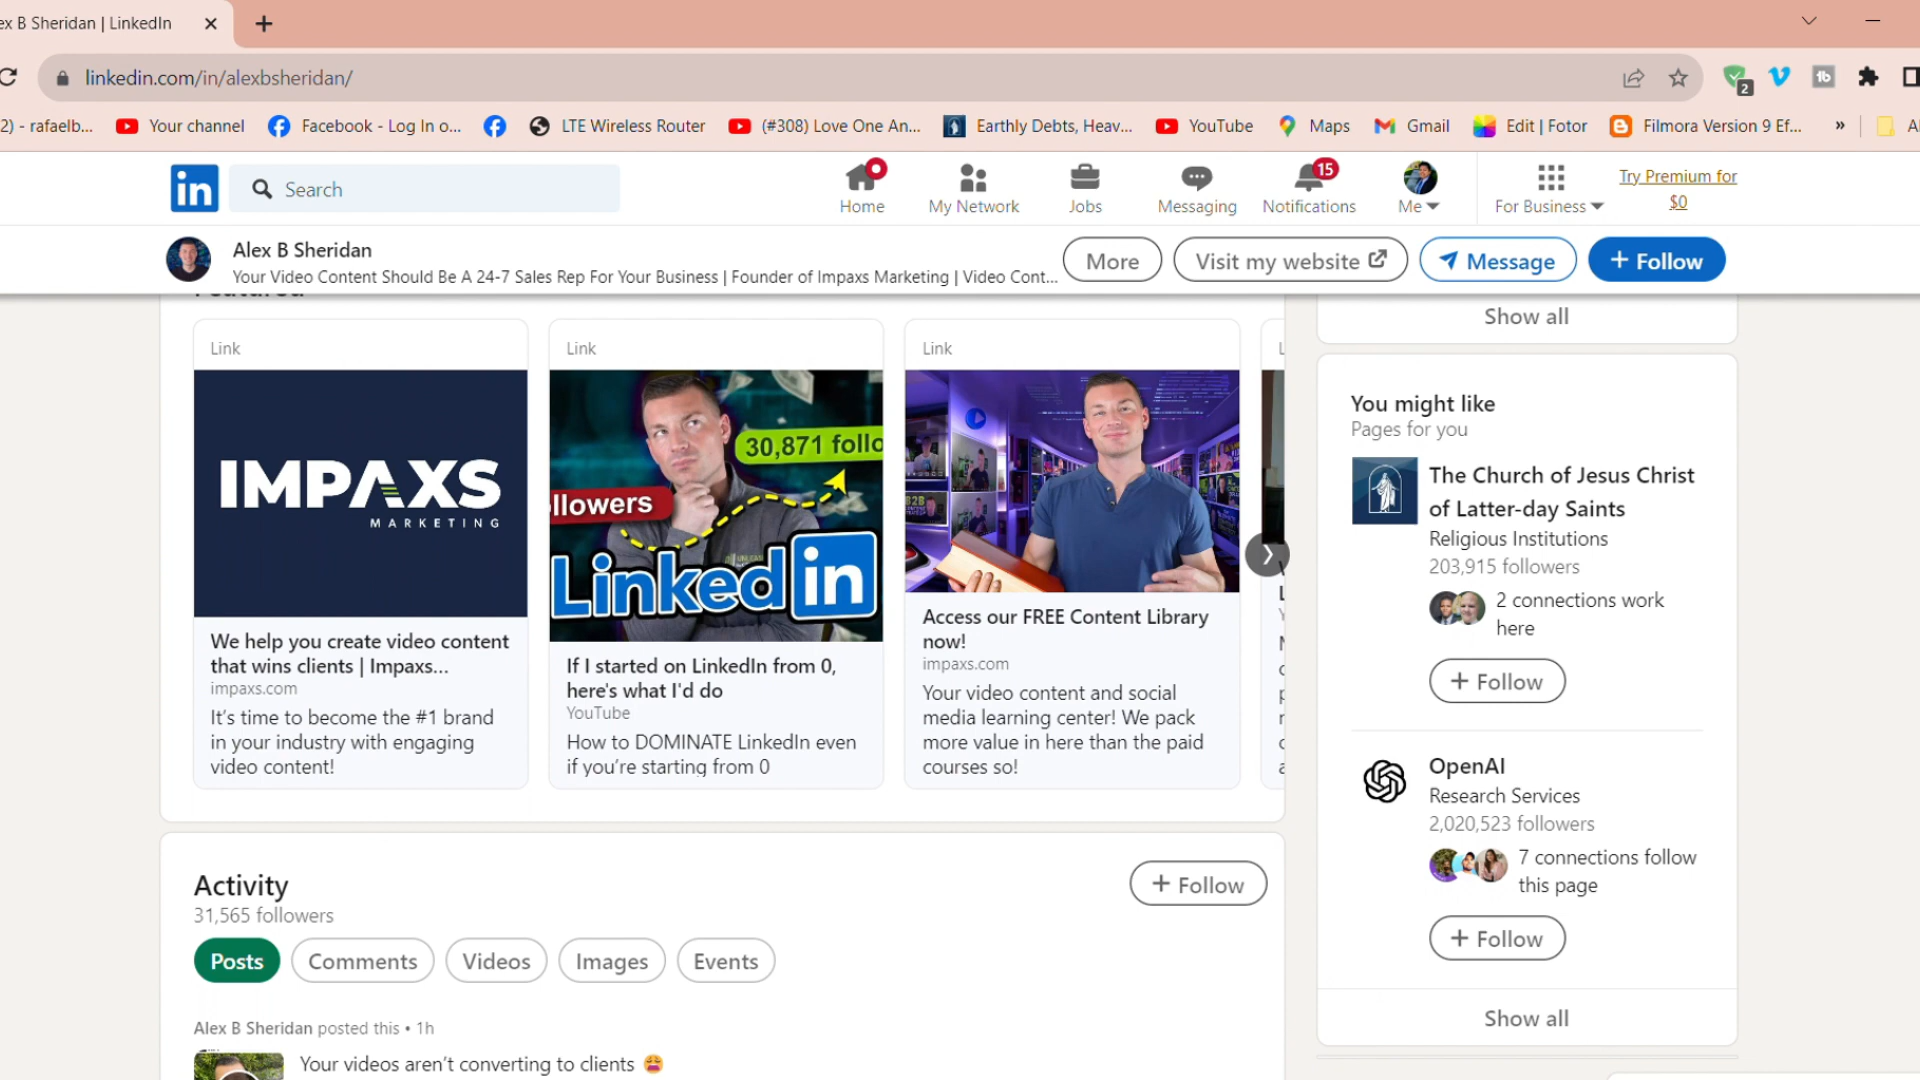 ex B Sheridan | LinkedIn
linkedin.com/in/alexbsheridan/
2
tb
2) - rafaelb...
Your channel
Facebook - Log In o...
LTE Wireless Router
(#308) Love One An...
Earthly Debts, Heav...
YouTube
Maps
Gmail
Edit | Fotor
Filmora Version 9 Ef...
»
in
Search
Home
My Network
Jobs
Messaging
15
Notifications
Me
For Business
Try Premium for
$0
Alex B Sheridan
Your Video Content Should Be A 24-7 Sales Rep For Your Business | Founder of Impaxs Marketing | Video Cont...
More
Visit my website
Message
+ Follow
Featured
Link
IMPAXS
MARKETING
We help you create video content
that wins clients | Impaxs...
impaxs.com
It's time to become the #1 brand
in your industry with engaging
video content!
Link
30,871 follo
llowers
Linked in
If I started on LinkedIn from 0,
here's what I'd do
YouTube
How to DOMINATE LinkedIn even
if you're starting from 0
Link
B2B
Access our FREE Content Library
now!
impaxs.com
Your video content and social
media learning center! We pack
more value in here than the paid
courses so!
Activity
31,565 followers
+ Follow
Posts
Comments
Videos
Images
Events
Alex B Sheridan posted this • 1h
Your videos aren't converting to clients 😩
Show all
You might like
Pages for you
The Church of Jesus Christ
of Latter-day Saints
Religious Institutions
203,915 followers
2 connections work
here
+ Follow
OpenAI
Research Services
2,020,523 followers
7 connections follow
this page
+ Follow
Show all